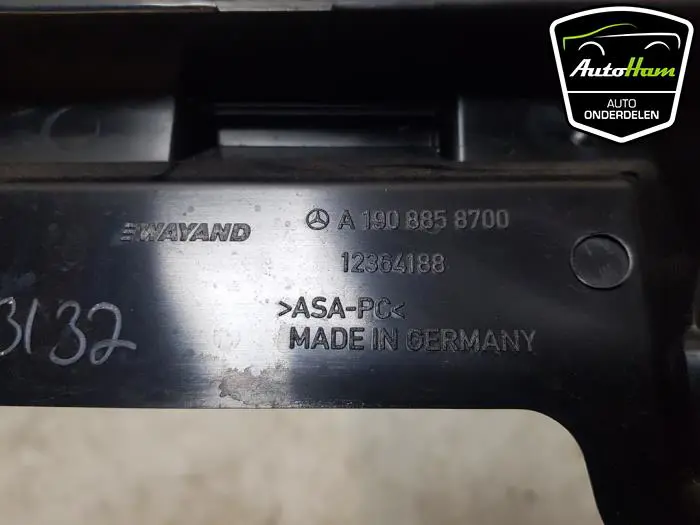 AutoHam
AUTO
ONDERDELEN
WAYAND
A 190 885 8700
12364188
>ASA-PC<
MADE IN GERMANY
3132